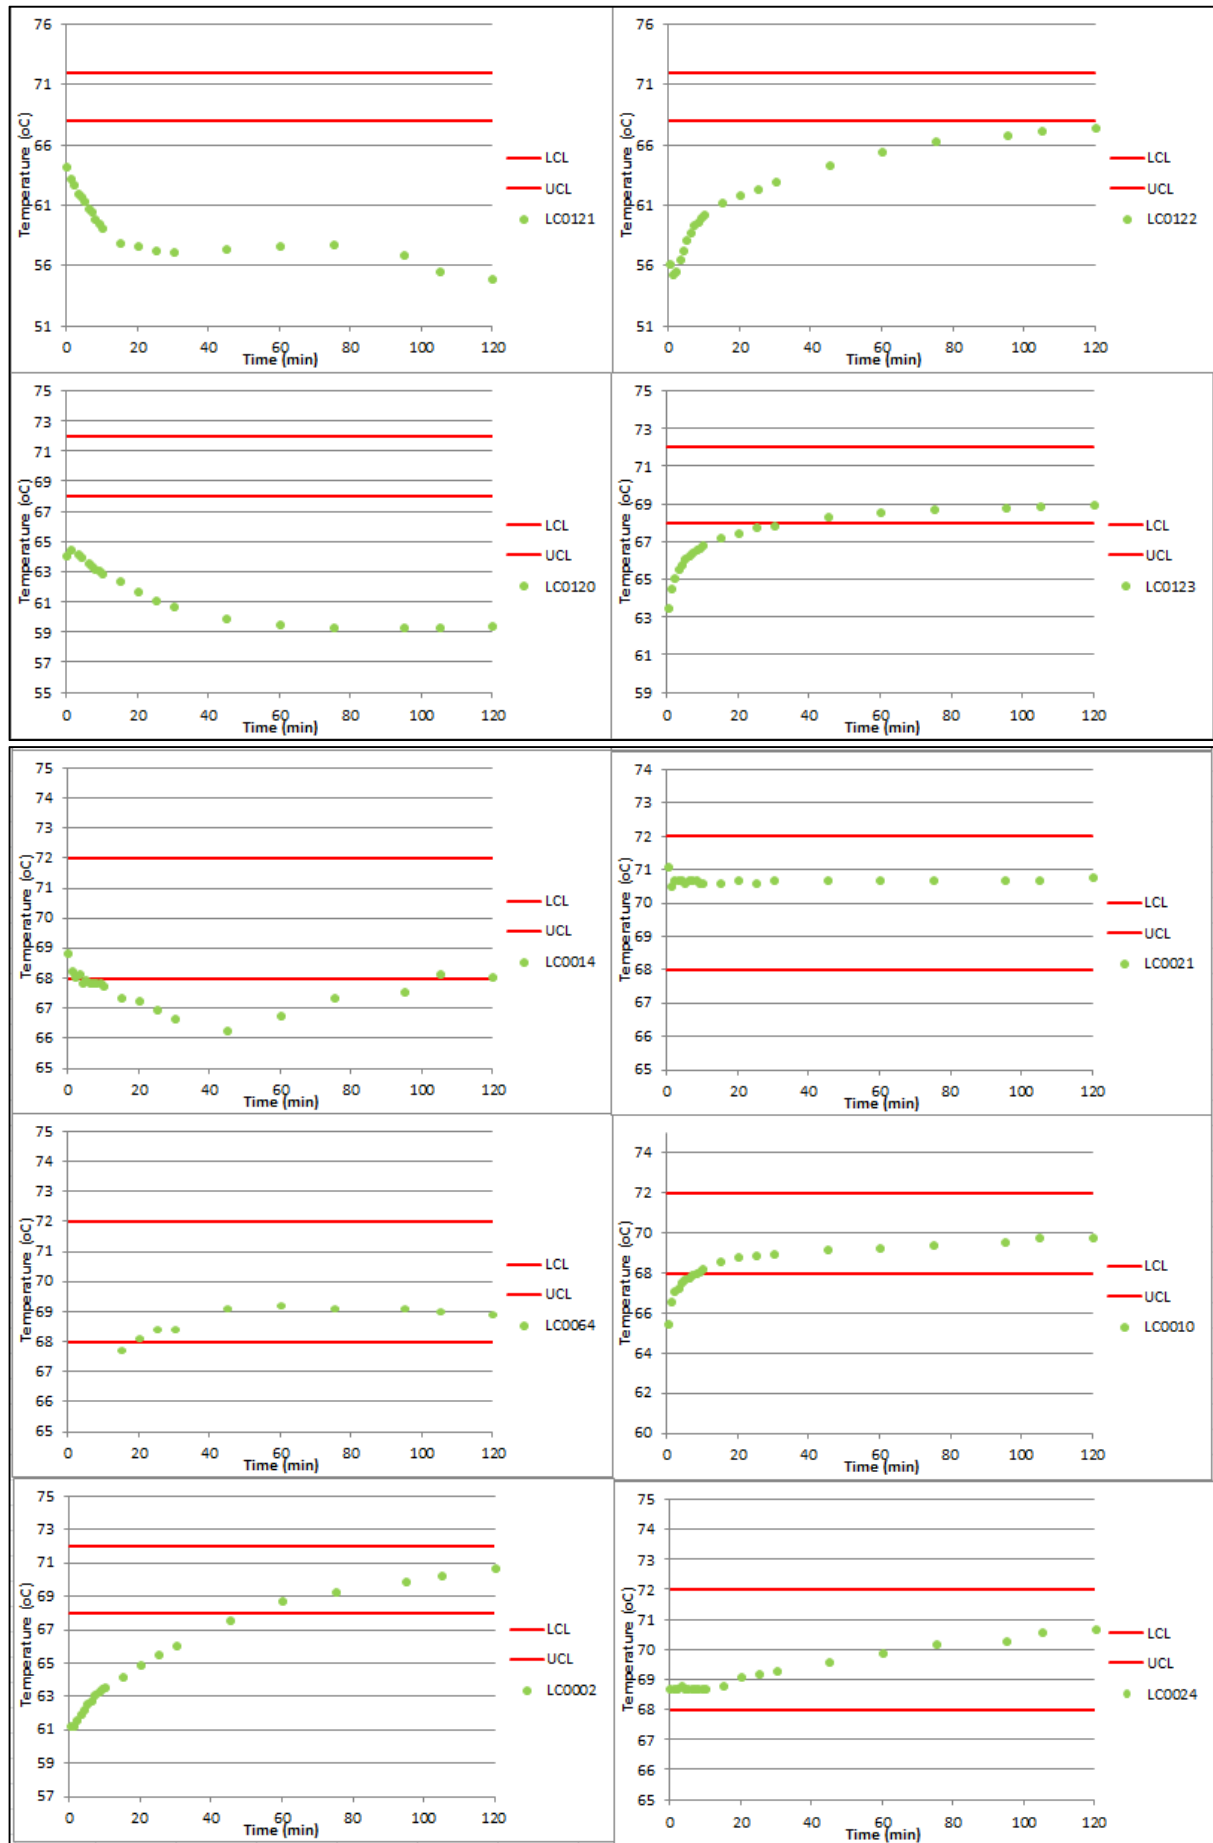 76
71
66
61
56
51
Temperature (oC)
0 20 40 60 80 100 120
Time (min)
LCL
UCL
LC0121
76
71
66
61
56
51
Temperature (oC)
0 20 40 60 80 100 120
Time (min)
LCL
UCL
LC0122
75
73
71
69
67
65
63
61
59
57
55
Temperature (oC)
0 20 40 60 80 100 120
Time (min)
LCL
UCL
LC0120
75
73
71
69
67
65
63
61
59
Temperature (oC)
0 20 40 60 80 100 120
Time (min)
LCL
UCL
LC0123
75
74
73
72
71
70
69
68
67
66
65
Temperature (oC)
0 20 40 60 80 100 120
Time (min)
LCL
UCL
LC0014
74
73
72
71
70
69
68
67
66
65
Temperature (oC)
0 20 40 60 80 100 120
Time (min)
LCL
UCL
LC0021
75
74
73
72
71
70
69
68
67
66
65
Temperature (oC)
0 20 40 60 80 100 120
Time (min)
LCL
UCL
LC0064
74
72
70
68
66
64
62
60
Temperature (oC)
0 20 40 60 80 100 120
Time (min)
LCL
UCL
LC0010
75
73
71
69
67
65
63
61
59
57
Temperature (oC)
0 20 40 60 80 100 120
Time (min)
LCL
UCL
LC0002
75
74
73
72
71
70
69
68
67
66
65
Temperature (oC)
0 20 40 60 80 100 120
Time (min)
LCL
UCL
LC0024